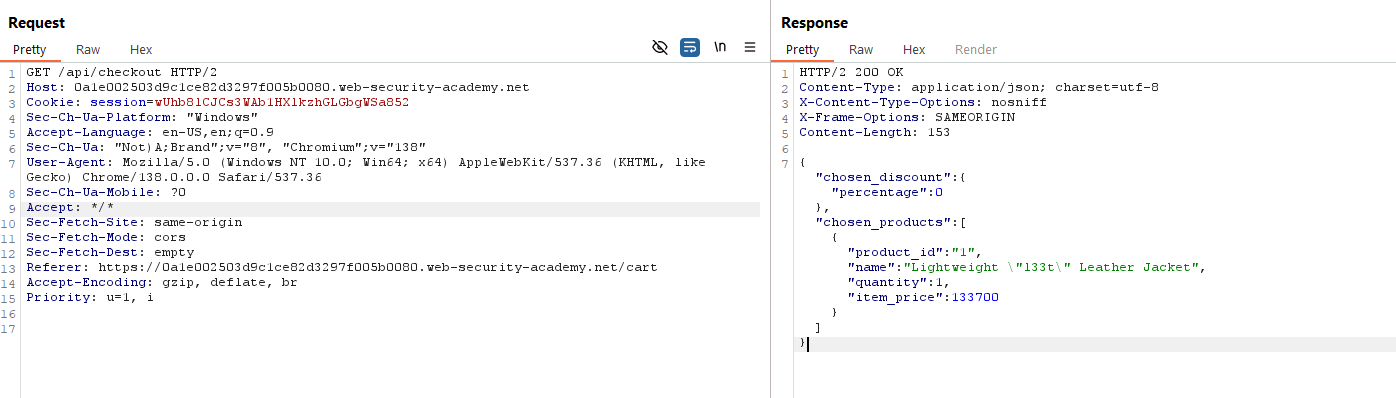 Request
Pretty Raw Hex
\n
1 GET /api/checkout HTTP/2
2 Host: 0a1e002503d9c1ce82d3297f005b0080.web-security-academy.net
3 Cookie: session=wUhb81CJCs3WAb1HX1kzhGLGbgWSa852
4 Sec-Ch-Ua-Platform: "Windows"
5 Accept-Language: en-US,en;q=0.9
6 Sec-Ch-Ua: "Not)A;Brand";v="8", "Chromium";v="138"
7 User-Agent: Mozilla/5.0 (Windows NT 10.0; Win64; x64) AppleWebKit/537.36 (KHTML, like
Gecko) Chrome/138.0.0.0 Safari/537.36
8 Sec-Ch-Ua-Mobile: ?0
9 Accept: */*
10 Sec-Fetch-Site: same-origin
11 Sec-Fetch-Mode: cors
12 Sec-Fetch-Dest: empty
13 Referer: https://0a1e002503d9c1ce82d3297f005b0080.web-security-academy.net/cart
14 Accept-Encoding: gzip, deflate, br
15 Priority: u=1, i
16
17
Response
Pretty Raw Hex Render
1 HTTP/2 200 OK
2 Content-Type: application/json; charset=utf-8
3 X-Content-Type-Options: nosniff
4 X-Frame-Options: SAMEORIGIN
5 Content-Length: 153
6
7 {
"chosen_discount":{
"percentage":0
},
"chosen_products":[
{
"product_id":"1",
"name":"Lightweight \"l33t\" Leather Jacket",
"quantity":1,
"item_price":133700
}
]
}